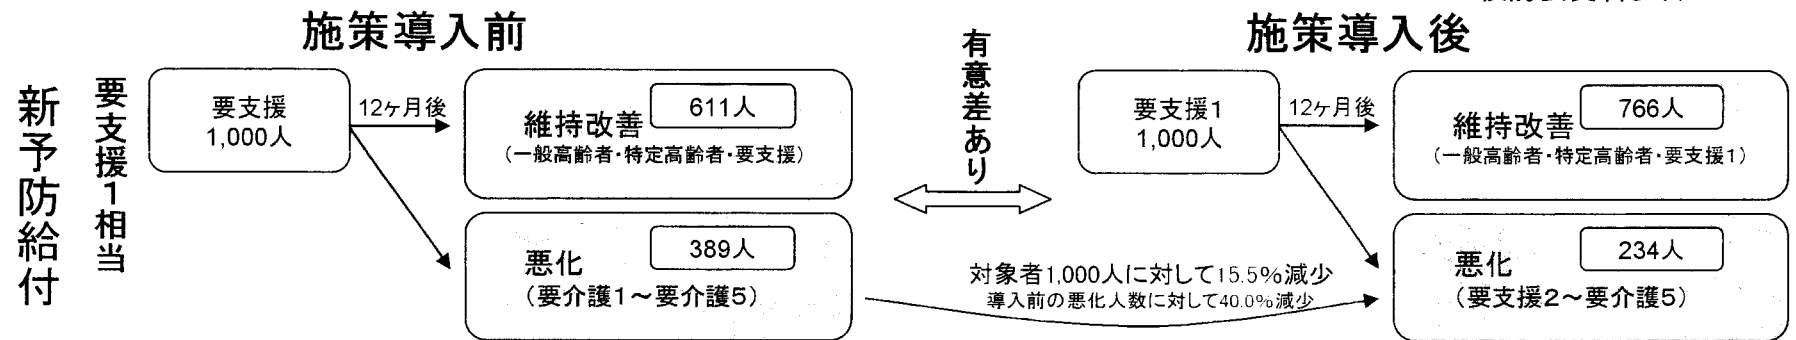 施策導入前
施策導入後
新予防給付
要支援1相当
要支援
1,000人
12ヶ月後
維持改善
611人
(一般高齢者・特定高齢者・要支援)
悪化
389人
(要介護1～要介護5)
有意差あり
対象者1,000人に対して15.5%減少
導入前の悪化人数に対して40.0%減少
要支援1
1,000人
12ヶ月後
維持改善
766人
(一般高齢者・特定高齢者・要支援1)
悪化
234人
(要支援2～要介護5)